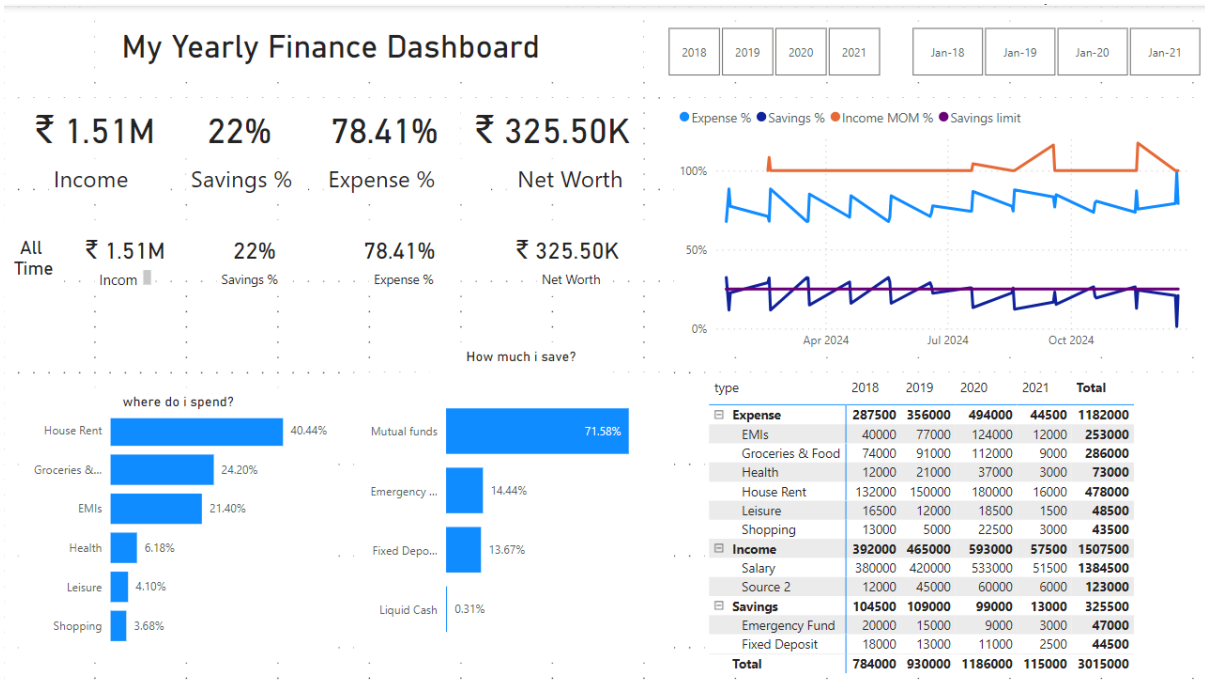 My Yearly Finance Dashboard
2018 2019 2020 2021 Jan-18 Jan-19 Jan-20 Jan-21
₹ 1.51M 22% 78.41% ₹ 325.50K
Income Savings % Expense % Net Worth
All Time
₹ 1.51M 22% 78.41% ₹ 325.50K
Incom Savings % Expense % Net Worth
Expense % Savings % Income MOM % Savings limit
100%
50%
0%
Apr 2024 Jul 2024 Oct 2024
where do i spend?
House Rent 40.44%
Groceries &... 24.20%
EMIs 21.40%
Health 6.18%
Leisure 4.10%
Shopping 3.68%
How much i save?
Mutual funds 71.58%
Emergency ... 14.44%
Fixed Depo... 13.67%
Liquid Cash 0.31%
type 2018 2019 2020 2021 Total
Expense 287500 356000 494000 44500 1182000
EMIs 40000 77000 124000 12000 253000
Groceries & Food 74000 91000 112000 9000 286000
Health 12000 21000 37000 3000 73000
House Rent 132000 150000 180000 16000 478000
Leisure 16500 12000 18500 1500 48500
Shopping 13000 5000 22500 3000 43500
Income 392000 465000 593000 57500 1507500
Salary 380000 420000 533000 51500 1384500
Source 2 12000 45000 60000 6000 123000
Savings 104500 109000 99000 13000 325500
Emergency Fund 20000 15000 9000 3000 47000
Fixed Deposit 18000 13000 11000 2500 44500
Total 784000 930000 1186000 115000 3015000